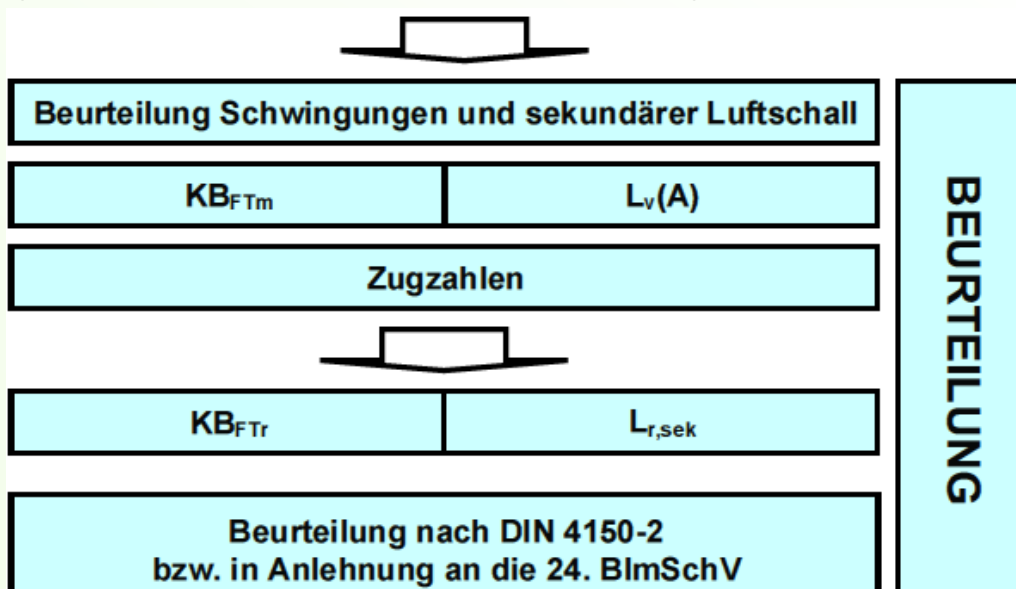 Beurteilung Schwingungen und sekundärer Luftschall
KBFTm
Lv(A)
Zugzahlen
KBFTr
Lr,sek
Beurteilung nach DIN 4150-2
bzw. in Anlehnung an die 24. BImSchV
BEURTEILUNG